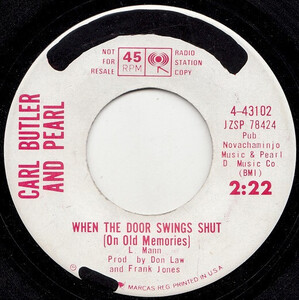 NOT FOR RESALE
45 RPM
RADIO STATION COPY
CARL BUTLER
AND PEARL
4-43102
JZSP 78424
Pub
Novachaminjo
Music & Pearl
D Music Co.
(BMI)
2:22
WHEN THE DOOR SWINGS SHUT
(On Old Memories)
L Mann
Prod by Don Law
and Frank Jones
MARCAS REG. PRINTED IN U.S.A.